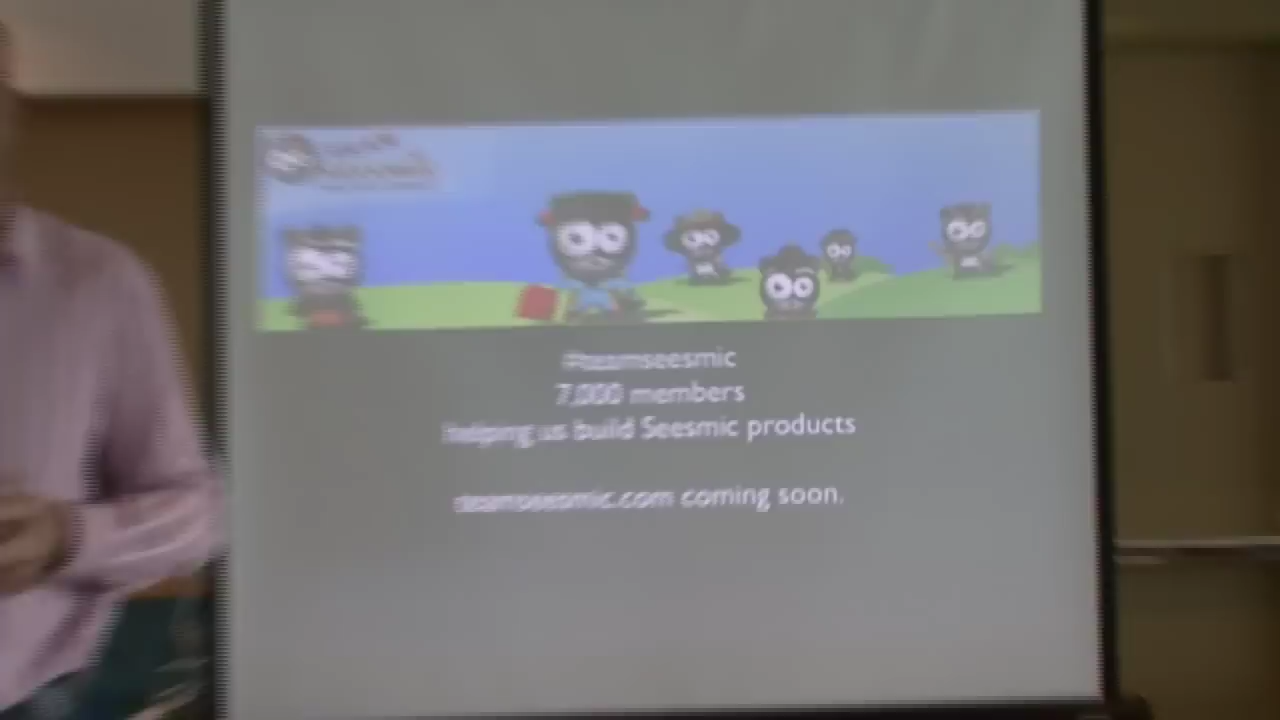 #teamseesmic
7,000 members
helping us build Seesmic products
teamseesmic.com coming soon.